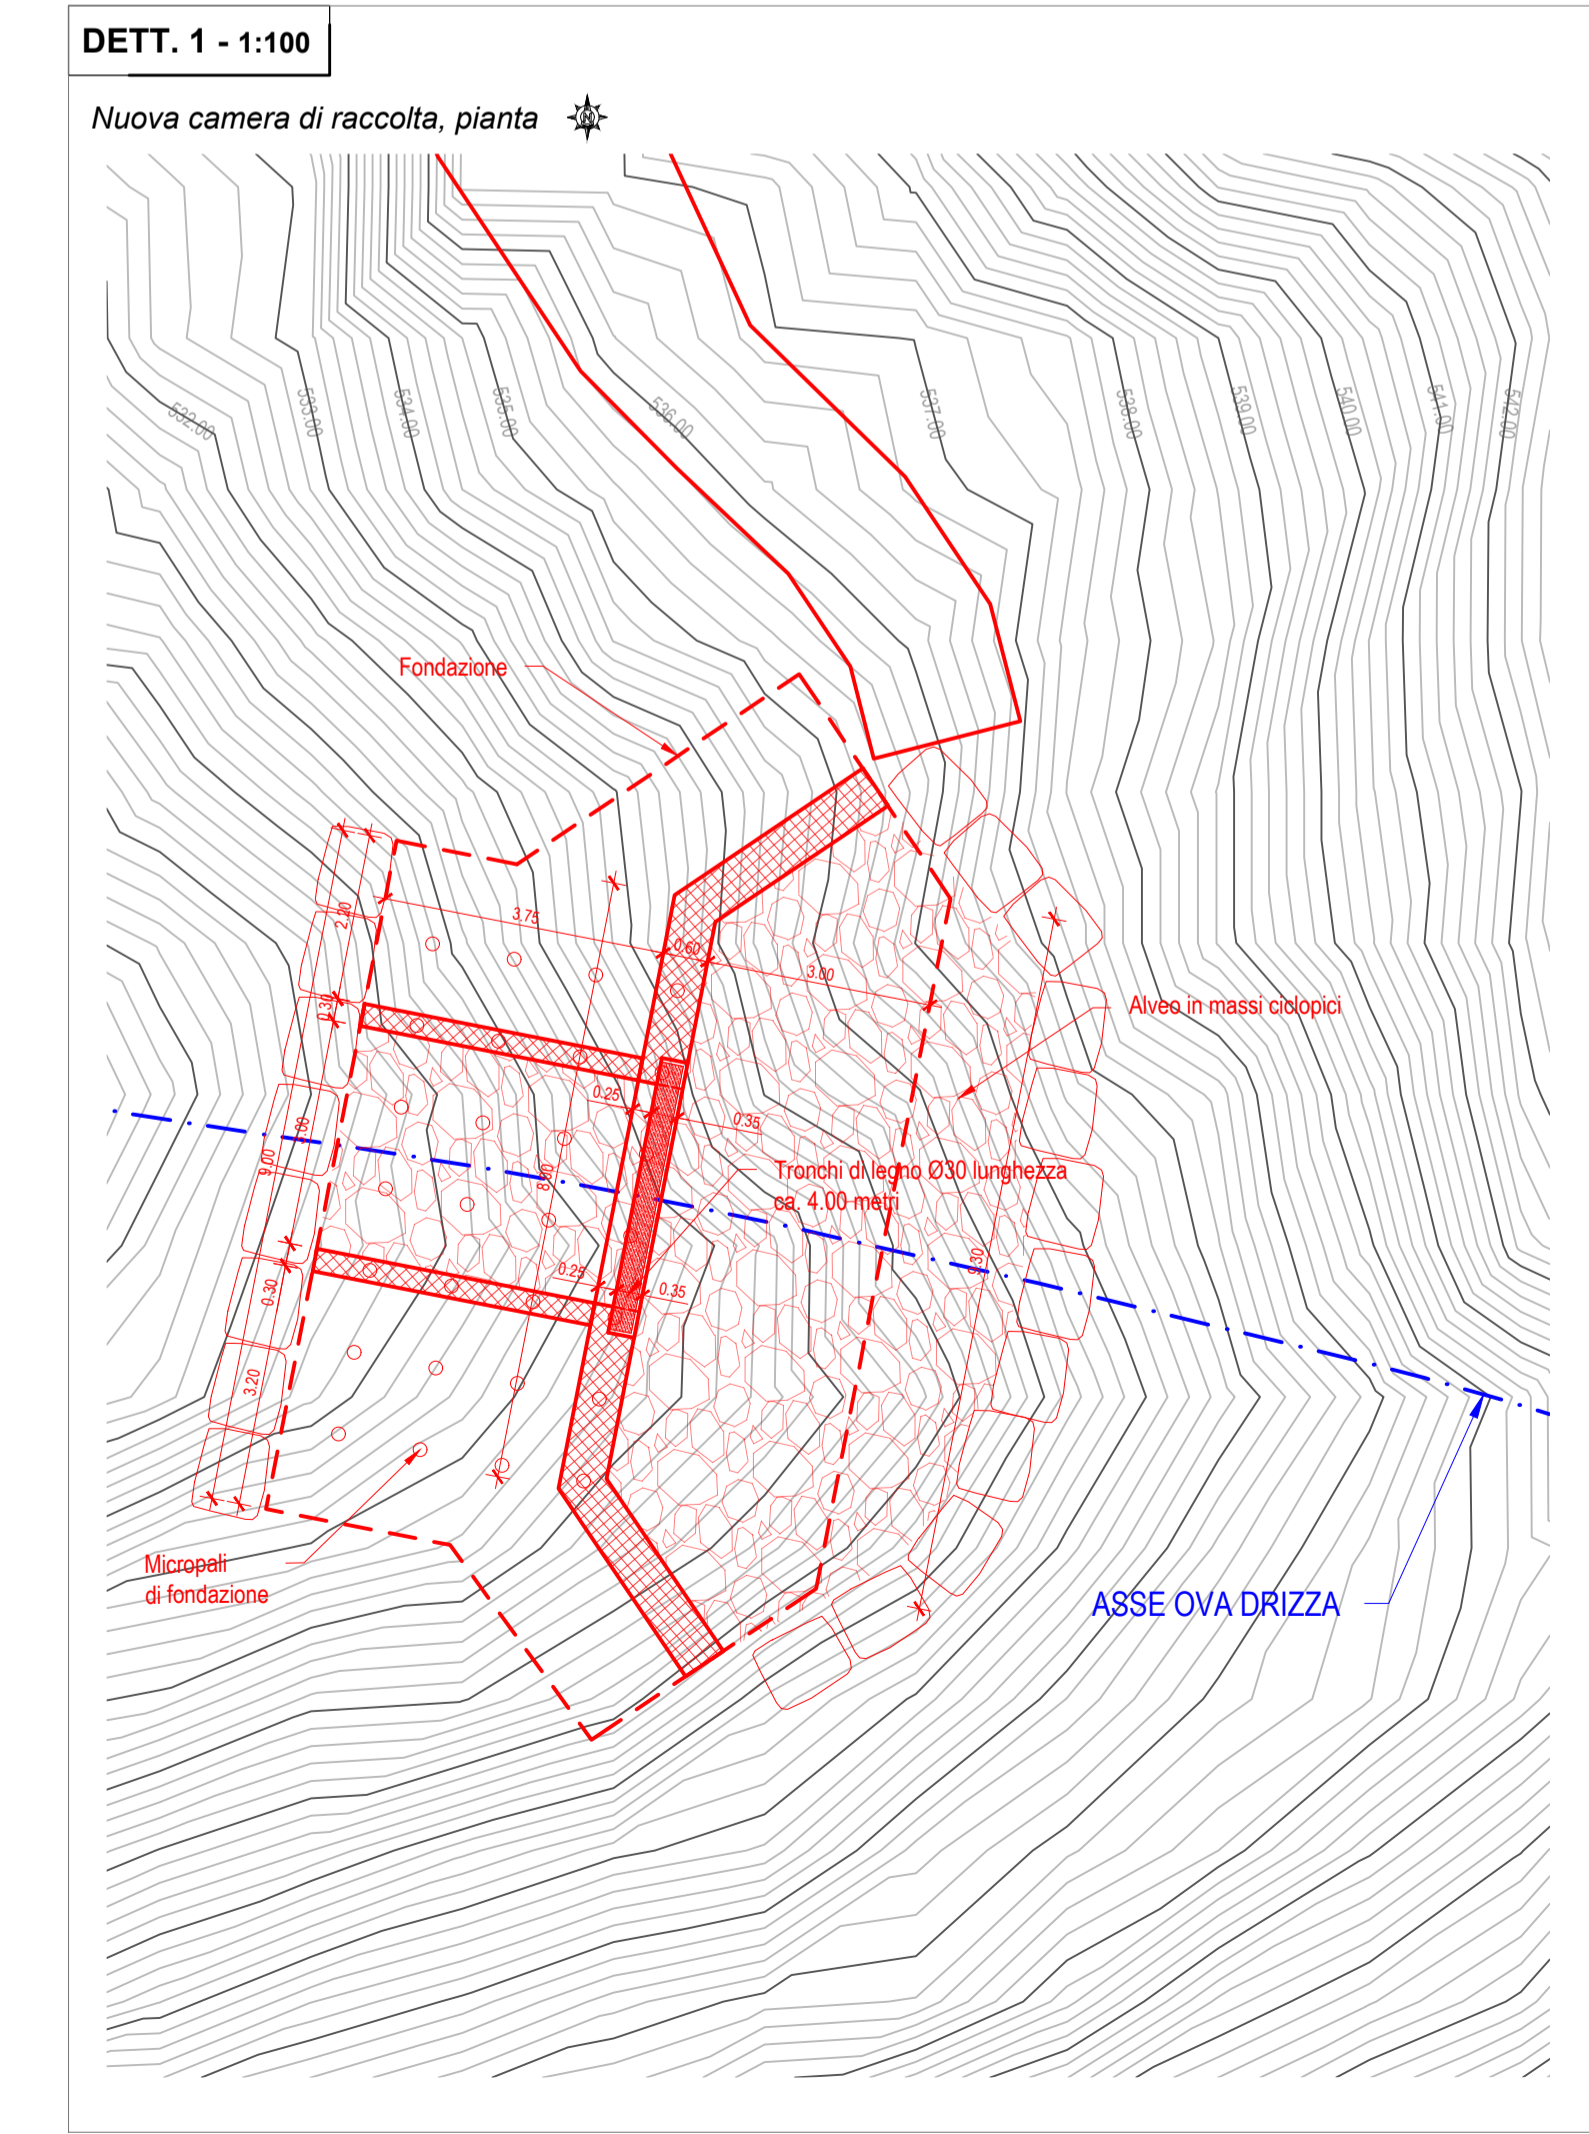 DETT. 1 - 1:100
Nuova camera di raccolta, pianta
N
532.00
533.00
534.00
535.00
536.00
537.00
538.00
539.00
540.00
541.00
542.00
Fondazione
3.75
0.60
3.00
2.20
0.30
Alveo in massi ciclopici
0.25
0.35
3.00
9.00
8.00
Tronchi di legno Ø30 lunghezza
ca. 4.00 metri
9.30
0.25
0.35
0.30
3.20
Micropali
di fondazione
ASSE OVA DRIZZA